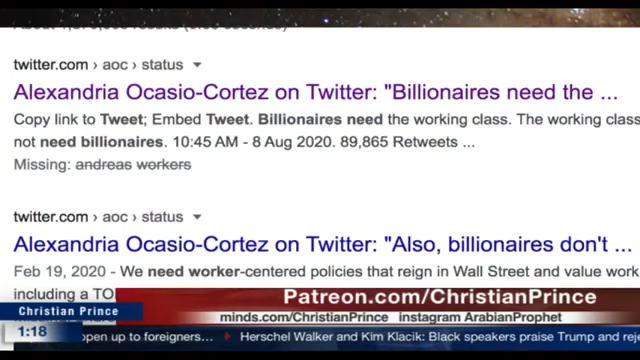 twitter.com › aoc › status
Alexandria Ocasio-Cortez on Twitter: "Billionaires need the ...
Copy link to Tweet; Embed Tweet. Billionaires need the working class. The working class
not need billionaires. 10:45 AM - 8 Aug 2020. 89,865 Retweets ...
Missing: andreas workers
twitter.com › aoc › status
Alexandria Ocasio-Cortez on Twitter: "Also, billionaires don't ...
Feb 19, 2020 - We need worker-centered policies that reign in Wall Street and value work
including a TO
Patreon.com/ChristianPrince
Christian Prince
minds.com/ChristianPrince instagram ArabianProphet
1:18
open up to foreigners... Herschel Walker and Kim Klacik: Black speakers praise Trump and reje